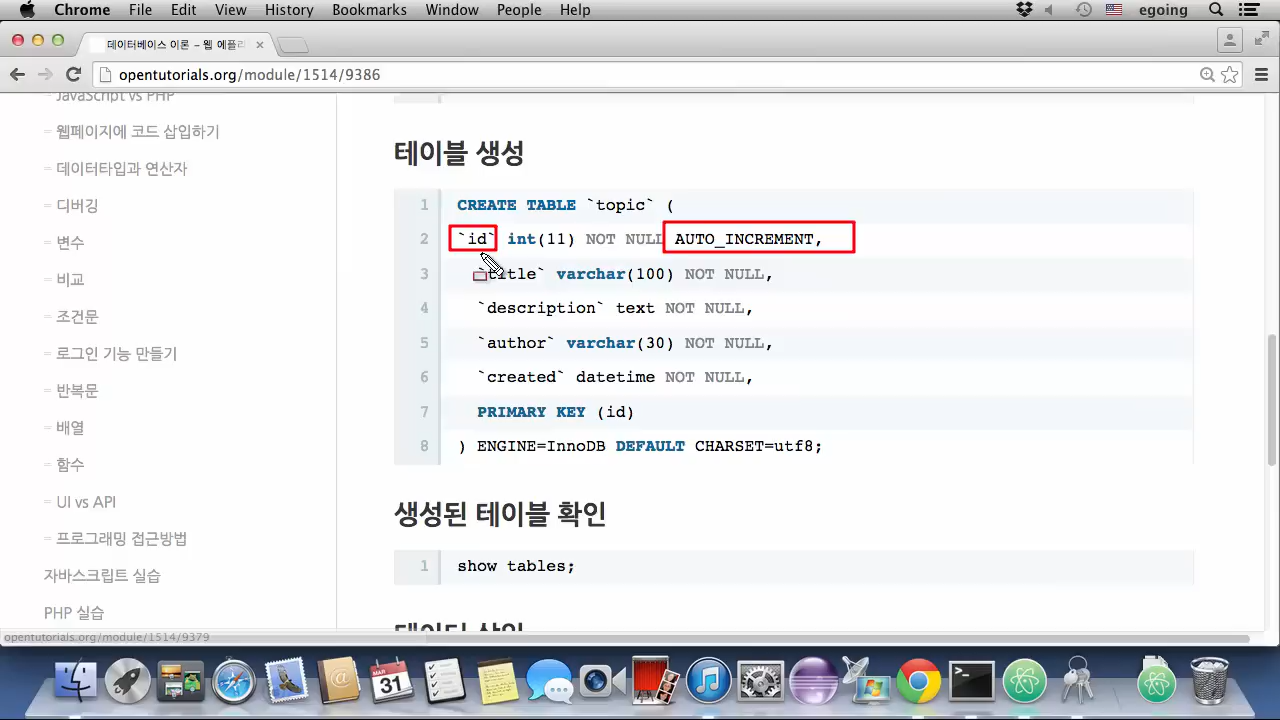 Chrome File Edit View History Bookmarks Window People Help egoing
데이터베이스 이론 - 웹 애플리
opentutorials.org/module/1514/9386
JavaScript vs PHP
웹페이지에 코드 삽입하기
데이터타입과 연산자
디버깅
변수
비교
조건문
로그인 기능 만들기
반복문
배열
함수
UI vs API
프로그래밍 접근방법
자바스크립트 실습
PHP 실습
테이블 생성
1 CREATE TABLE `topic` (
2 `id` int(11) NOT NULL AUTO_INCREMENT,
3 `title` varchar(100) NOT NULL,
4 `description` text NOT NULL,
5 `author` varchar(30) NOT NULL,
6 `created` datetime NOT NULL,
7 PRIMARY KEY (id)
8 ) ENGINE=InnoDB DEFAULT CHARSET=utf8;
생성된 테이블 확인
1 show tables;
데이터 삽입
opentutorials.org/module/1514/9379
MAR
31